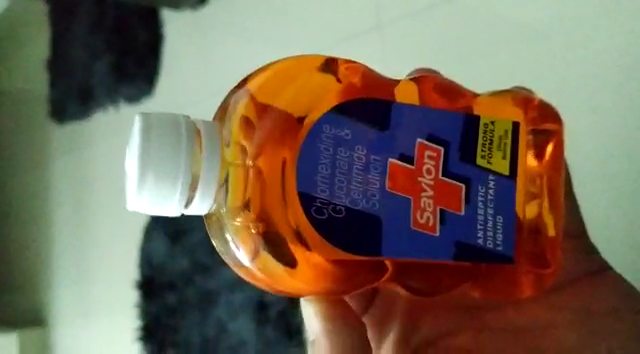 Chlorhexidine
Gluconate &
Cetrimide
Solution
Savlon
ANTISEPTIC
DISINFECTANT
LIQUID
STRONG
FORMULA